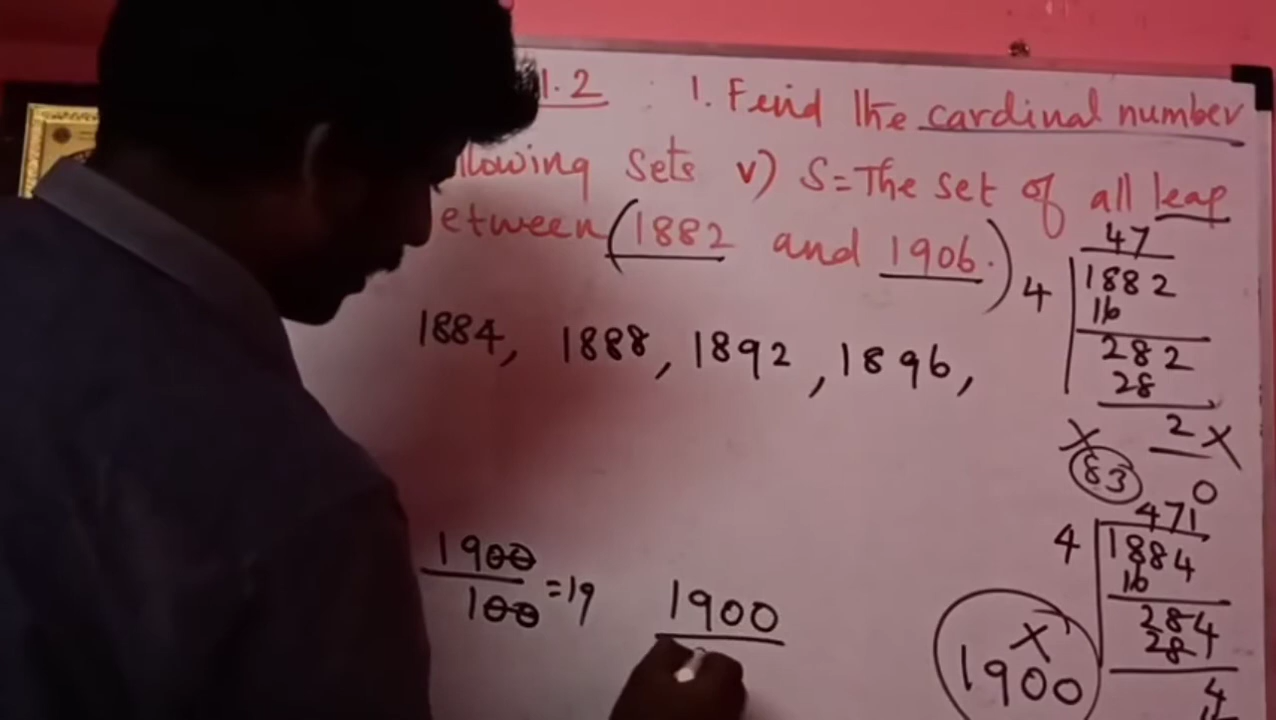 1.2 1. Find the cardinal number
llowing sets v) S=The set of all leap
etween (1882 and 1906.)
1884, 1888, 1892, 1896,
47
4 1882
16
282
28
2 X
X
83
0
471
4 1884
16
284
28
4
1900
100 =19
1900
X
1900